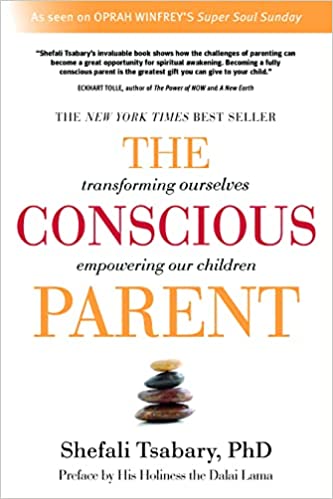 As seen on OPRAH WINFREY'S Super Soul Sunday
"Shefali Tsabary's invaluable book shows how the challenges of parenting can
become a great opportunity for spiritual awakening. Becoming a fully
conscious parent is the greatest gift you can give to your child."
ECKHART TOLLE, author of The Power of NOW and A New Earth
THE NEW YORK TIMES BEST SELLER
THE
transforming ourselves
CONSCIOUS
empowering our children
PARENT
Shefali Tsabary, PhD
Preface by His Holiness the Dalai Lama